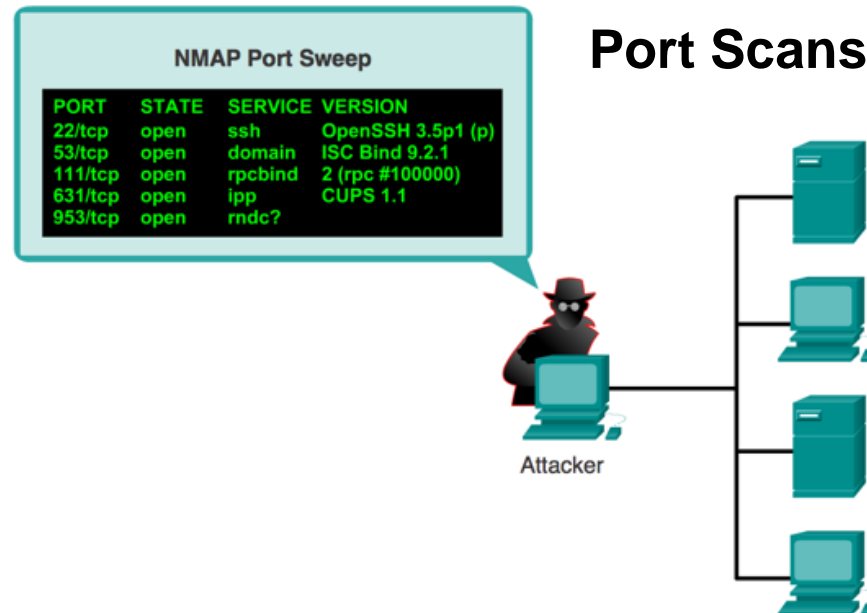 Port Scans
NMAP Port Sweep
PORT STATE SERVICE VERSION
22/tcp open ssh OpenSSH 3.5p1 (p)
53/tcp open domain ISC Bind 9.2.1
111/tcp open rpcbind 2 (rpc #100000)
631/tcp open ipp CUPS 1.1
953/tcp open rndc?
Attacker